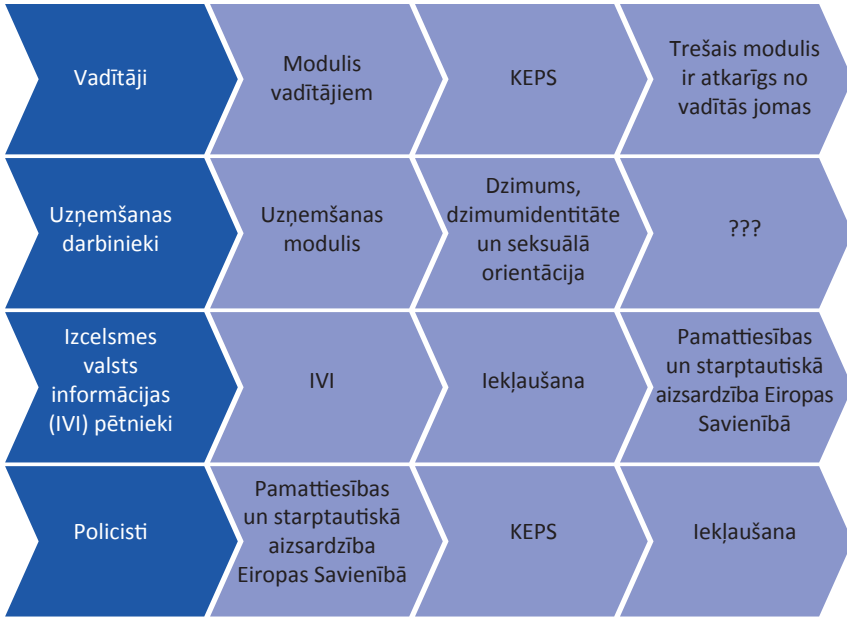 Vadītāji
Modulis
vadītājiem
KEPS
Trešais modulis
ir atkarīgs no
vadītās jomas
Uzņemšanas
darbinieki
Uzņemšanas
modulis
Dzimums,
dzimumidentitāte
un seksuālā
orientācija
???
Izcelsmes
valsts
informācijas
(IVI) pētnieki
IVI
Iekļaušana
Pamattiesības
un starptautiskā
aizsardzība Eiropas
Savienībā
Policisti
Pamattiesības
un starptautiskā
aizsardzība
Eiropas Savienībā
KEPS
Iekļaušana